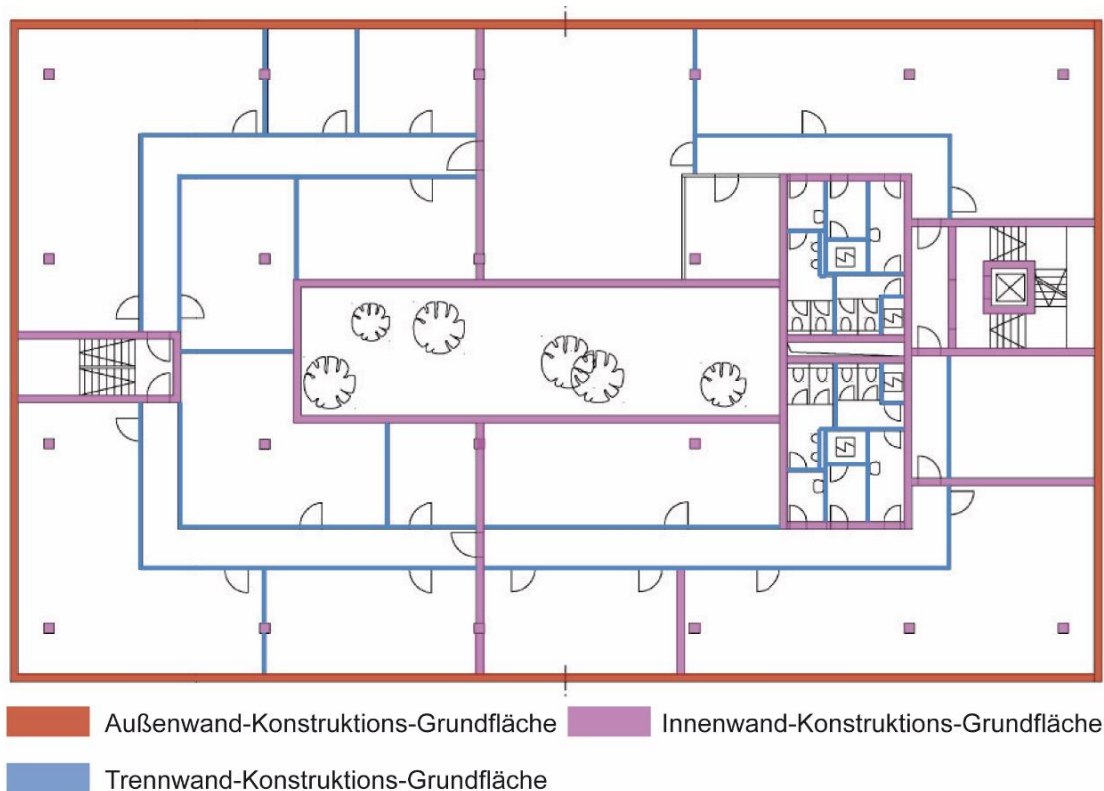 Außenwand-Konstruktions-Grundfläche
Innenwand-Konstruktions-Grundfläche
Trennwand-Konstruktions-Grundfläche